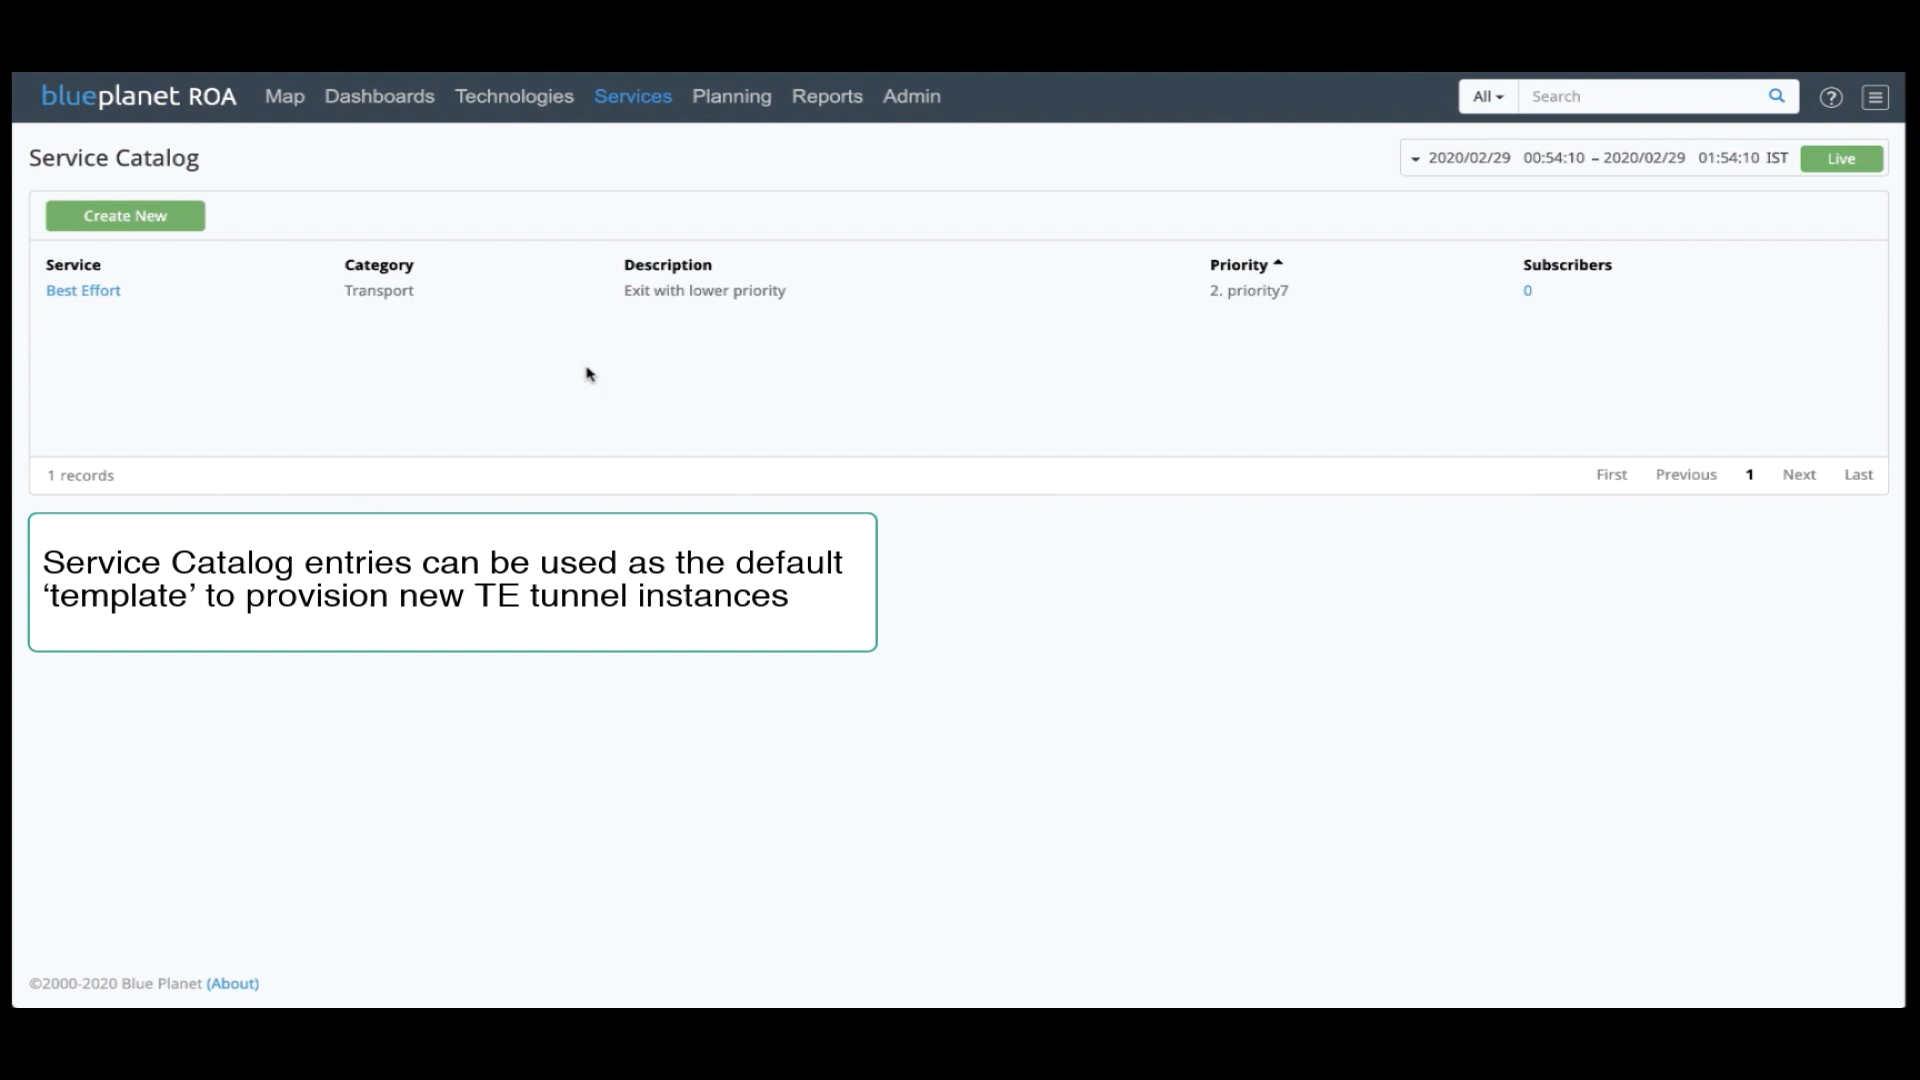 blueplanet ROA Map Dashboards Technologies Services Planning Reports Admin All Search ?
Service Catalog 2020/02/29 00:54:10 – 2020/02/29 01:54:10 IST Live
Create New
Service Category Description Priority Subscribers
Best Effort Transport Exit with lower priority 2. priority7 0
1 records First Previous 1 Next Last
Service Catalog entries can be used as the default
‘template’ to provision new TE tunnel instances
©2000-2020 Blue Planet (About)